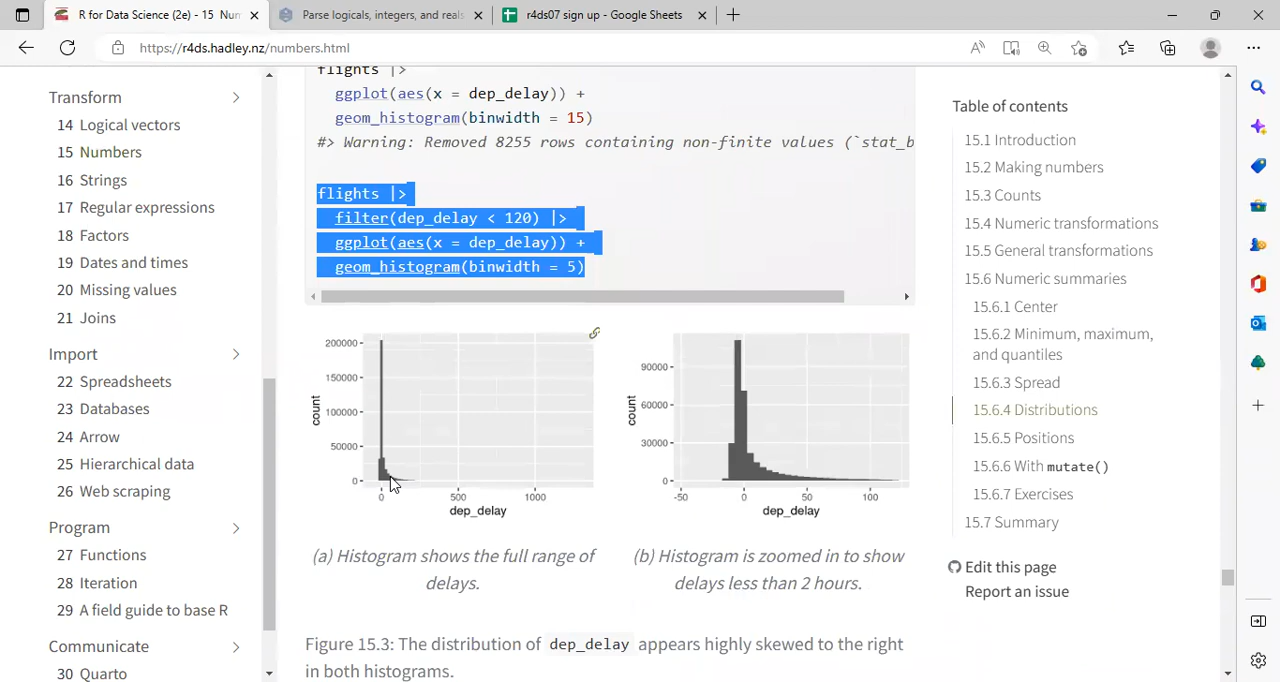 R for Data Science (2e) - 15 Num
Parse logicals, integers, and reals
r4ds07 sign up - Google Sheets
https://r4ds.hadley.nz/numbers.html
Transform
14 Logical vectors
15 Numbers
16 Strings
17 Regular expressions
18 Factors
19 Dates and times
20 Missing values
21 Joins
Import
22 Spreadsheets
23 Databases
24 Arrow
25 Hierarchical data
26 Web scraping
Program
27 Functions
28 Iteration
29 A field guide to base R
Communicate
30 Quarto
flights |>
ggplot(aes(x = dep_delay)) +
geom_histogram(binwidth = 15)
#> Warning: Removed 8255 rows containing non-finite values (`stat_b
flights |>
filter(dep_delay < 120) |>
ggplot(aes(x = dep_delay)) +
geom_histogram(binwidth = 5)
200000
150000
100000
50000
0
count
0 500 1000
dep_delay
90000
60000
30000
0
count
-50 0 50 100
dep_delay
(a) Histogram shows the full range of
delays.
(b) Histogram is zoomed in to show
delays less than 2 hours.
Figure 15.3: The distribution of dep_delay appears highly skewed to the right
in both histograms.
Table of contents
15.1 Introduction
15.2 Making numbers
15.3 Counts
15.4 Numeric transformations
15.5 General transformations
15.6 Numeric summaries
15.6.1 Center
15.6.2 Minimum, maximum,
and quantiles
15.6.3 Spread
15.6.4 Distributions
15.6.5 Positions
15.6.6 With mutate()
15.6.7 Exercises
15.7 Summary
Edit this page
Report an issue